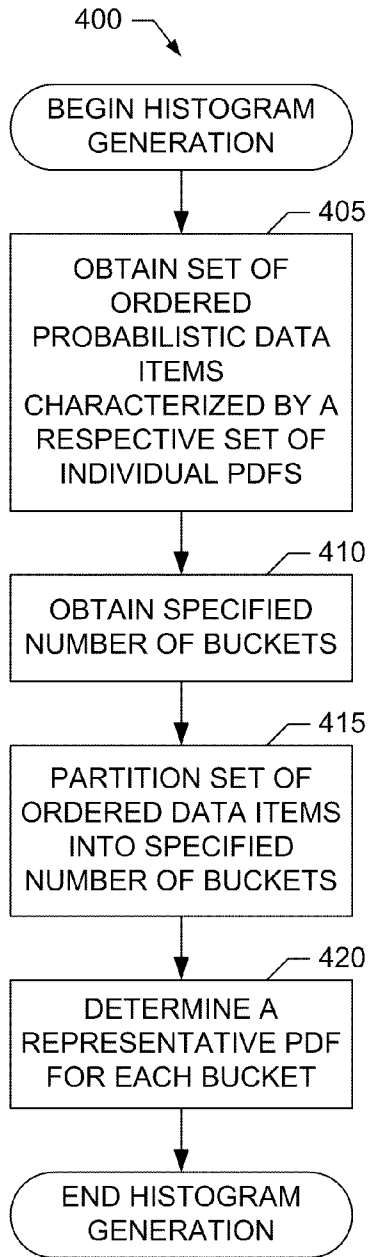 400
BEGIN HISTOGRAM
GENERATION
405
OBTAIN SET OF
ORDERED
PROBABILISTIC DATA
ITEMS
CHARACTERIZED BY A
RESPECTIVE SET OF
INDIVIDUAL PDFS
410
OBTAIN SPECIFIED
NUMBER OF BUCKETS
415
PARTITION SET OF
ORDERED DATA ITEMS
INTO SPECIFIED
NUMBER OF BUCKETS
420
DETERMINE A
REPRESENTATIVE PDF
FOR EACH BUCKET
END HISTOGRAM
GENERATION